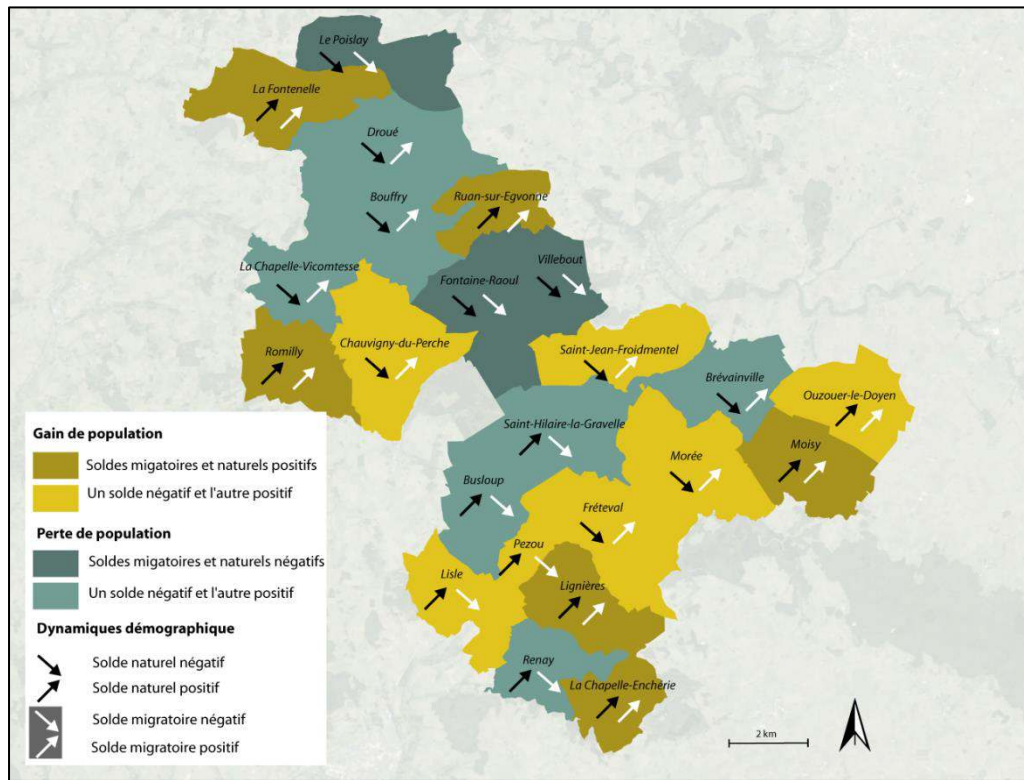 Le Poislay
La Fontenelle
Droué
Bouffry
Ruan-sur-Egvonne
La Chapelle-Vicomtesse
Villebout
Fontaine-Raoul
Chauvigny-du-Perche
Romilly
Saint-Jean-Froidmentel
Brévainville
Ouzouer-le-Doyen
Saint-Hilaire-la-Gravelle
Moisy
Morée
Busloup
Fréteval
Pezou
Lisle
Lignières
Renay
La Chapelle-Enchérie
Gain de population
Soldes migatoires et naturels positifs
Un solde négatif et l'autre positif
Perte de population
Soldes migatoires et naturels négatifs
Un solde négatif et l'autre positif
Dynamiques démographique
Solde naturel négatif
Solde naturel positif
Solde migratoire négatif
Solde migratoire positif
2 km